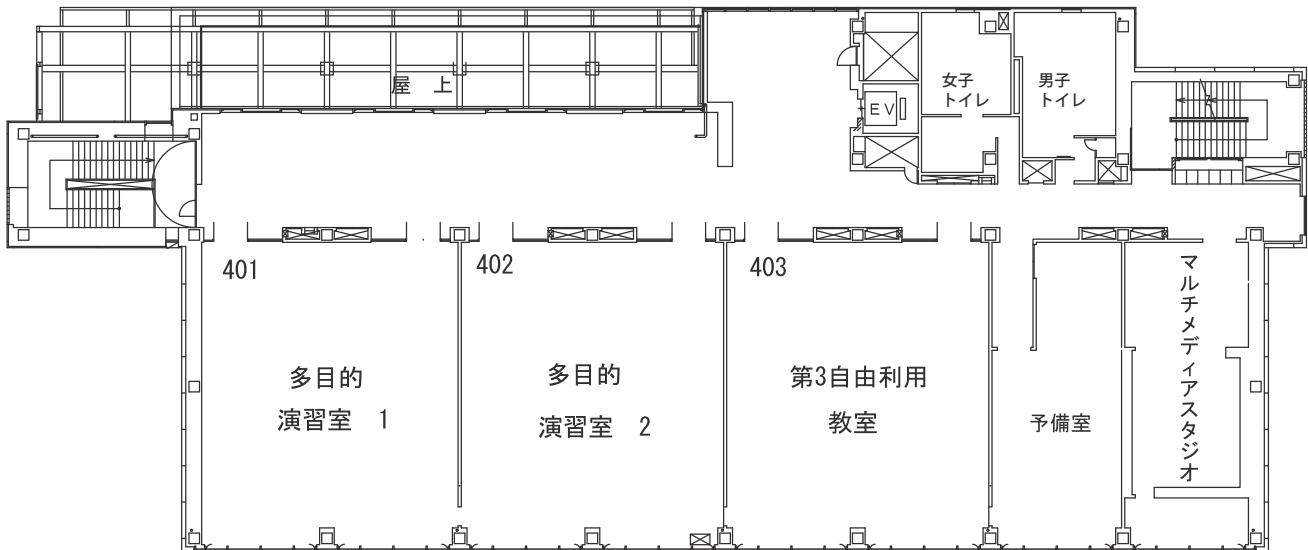 屋 上
女子
トイレ
男子
トイレ
EV
401
402
403
多目的
演習室 1
多目的
演習室 2
第3自由利用
教室
予備室
マルチメディアスタジオ